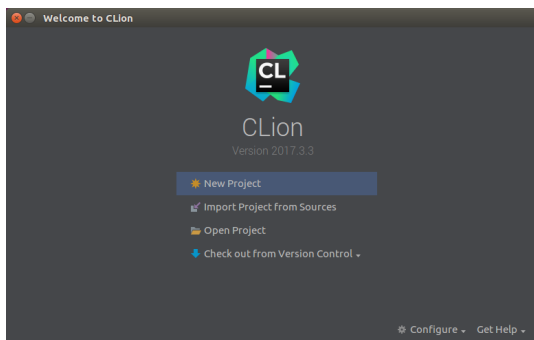 Welcome to CLion
CL
CLion
Version 2017.3.3
New Project
Import Project from Sources
Open Project
Check out from Version Control
Configure Get Help